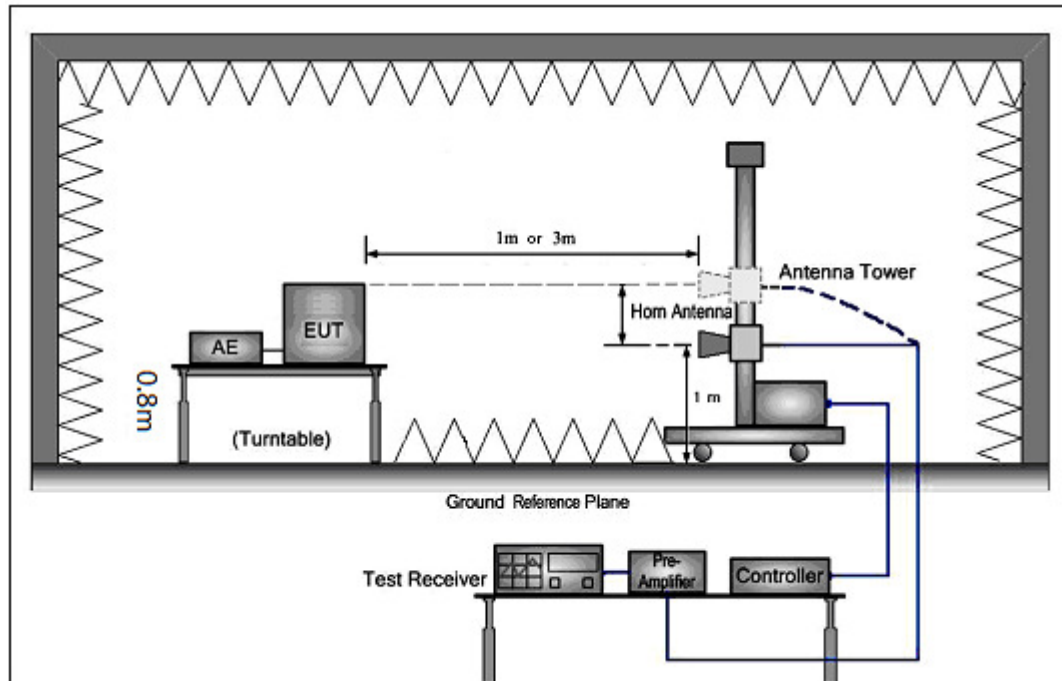 1m or 3m
Antenna Tower
Horn Antenna
EUT
AE
0.8m
1 m
(Turntable)
Ground Reference Plane
Test Receiver
Pre-
Amplifier
Controller